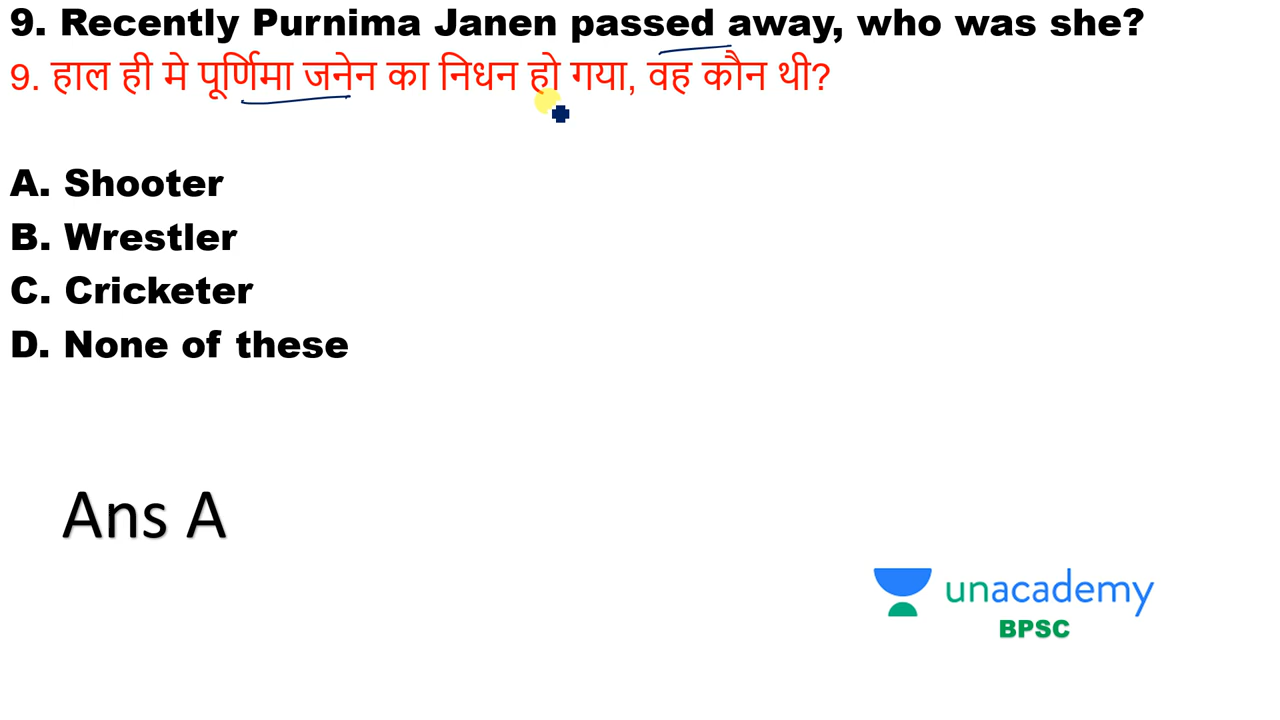 9. Recently Purnima Janen passed away, who was she?
9. हाल ही मे पूर्णिमा जनेन का निधन हो गया, वह कौन थी?
A. Shooter
B. Wrestler
C. Cricketer
D. None of these
Ans A
unacademy
BPSC